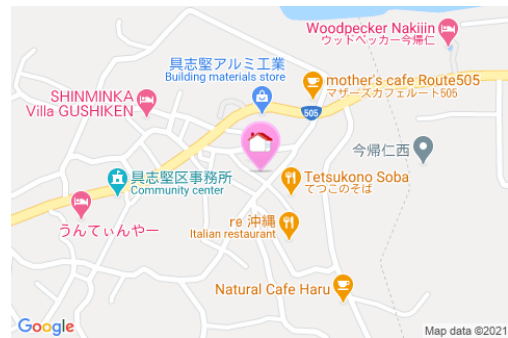 Woodpecker Nakijin
ウッドペッカー今帰仁
具志堅アルミ工業
Building materials store
mother's cafe Route505
マザーズカフェルート505
SHINMINKA
Villa GUSHIKEN
505
今帰仁西
具志堅区事務所
Community center
Tetsukono Soba
てつこのそば
うんてぃんやー
re 沖縄
Italian restaurant
Natural Cafe Haru
Google
Map data ©2021